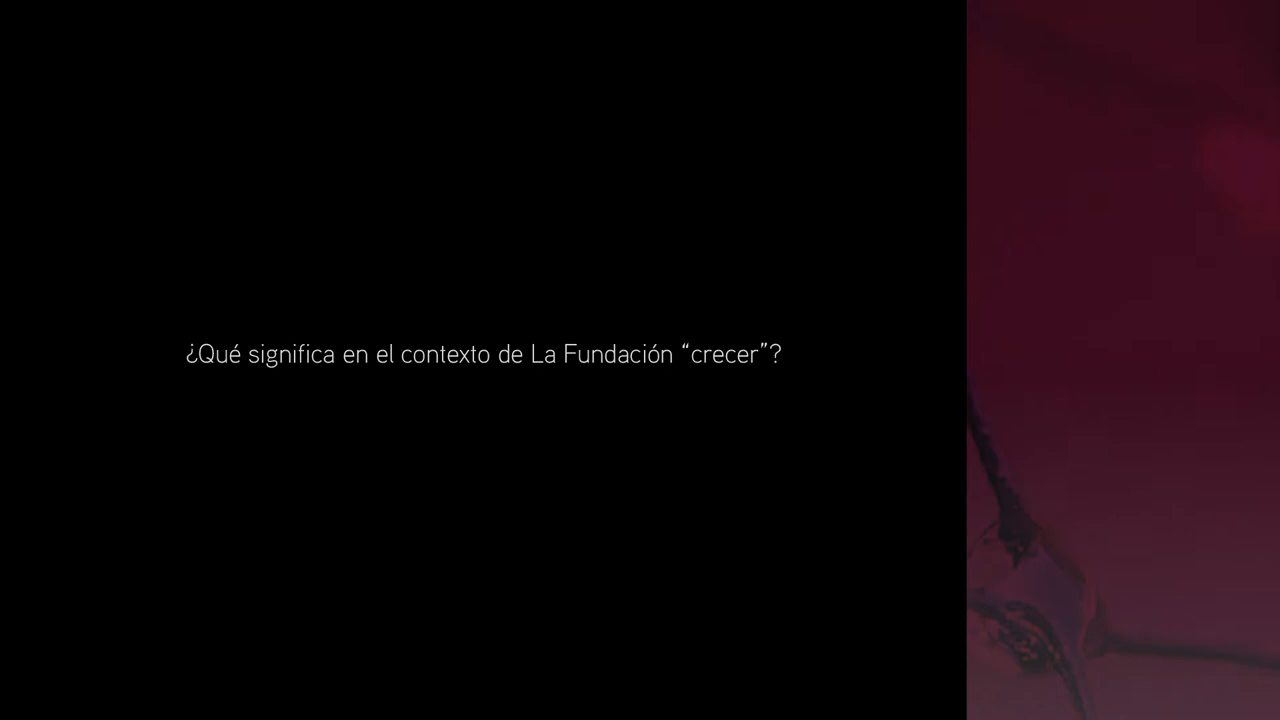 ¿Qué significa en el contexto de La Fundación “crecer”?